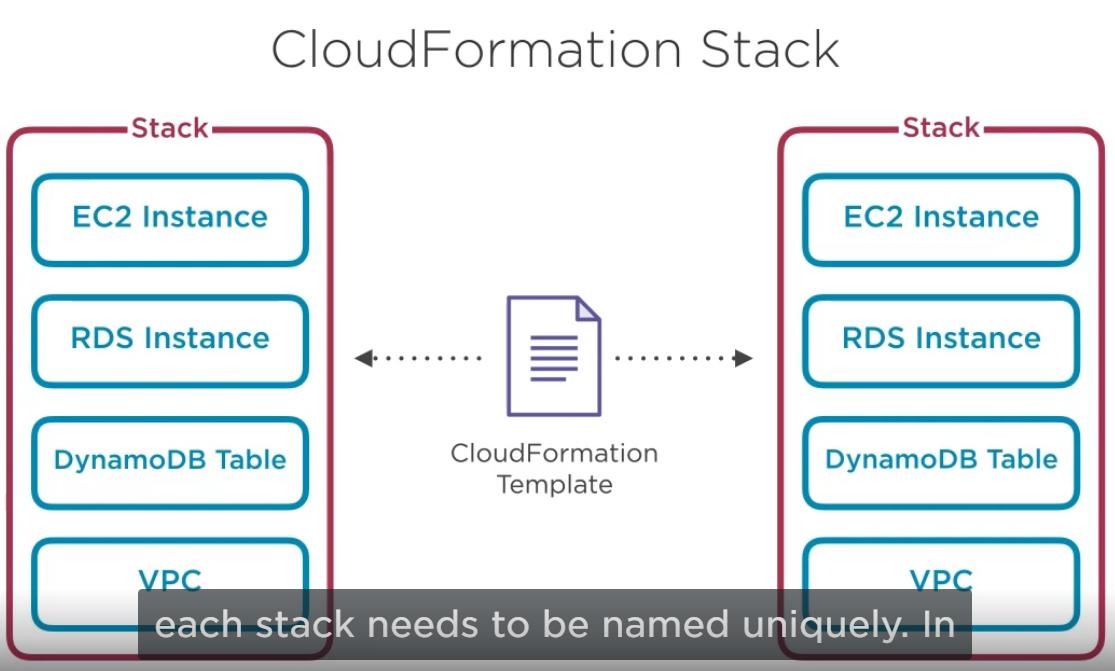 CloudFormation Stack
Stack
EC2 Instance
RDS Instance
DynamoDB Table
VPC
CloudFormation
Template
Stack
EC2 Instance
RDS Instance
DynamoDB Table
VPC
each stack needs to be named uniquely. In